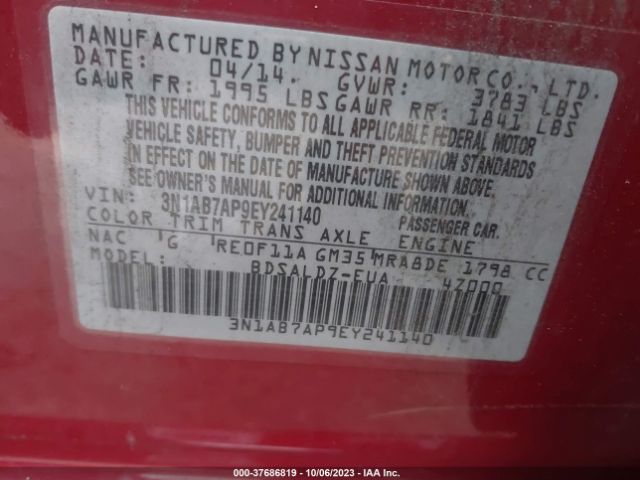 MANUFACTURED BY NISSAN MOTOR CO., LTD.
DATE: 04/14. GVWR: 3783 LBS
GAWR FR: 1995 LBS GAWR RR: 1841 LBS
THIS VEHICLE CONFORMS TO ALL APPLICABLE FEDERAL MOTOR
VEHICLE SAFETY, BUMPER AND THEFT PREVENTION STANDARDS
IN EFFECT ON THE DATE OF MANUFACTURE SHOWN ABOVE.
SEE OWNER'S MANUAL FOR ADDITIONAL INFORMATION.
VIN: 3N1AB7AP9EY241140 PASSENGER CAR.
COLOR TRIM TRANS AXLE ENGINE
NAC G RE0F11A GM35 MRA8DE 1798 CC
MODEL BDSALDZ-EUA 4Z000
3N1AB7AP9EY241140
000-37686819 - 10/06/2023 - IAA Inc.